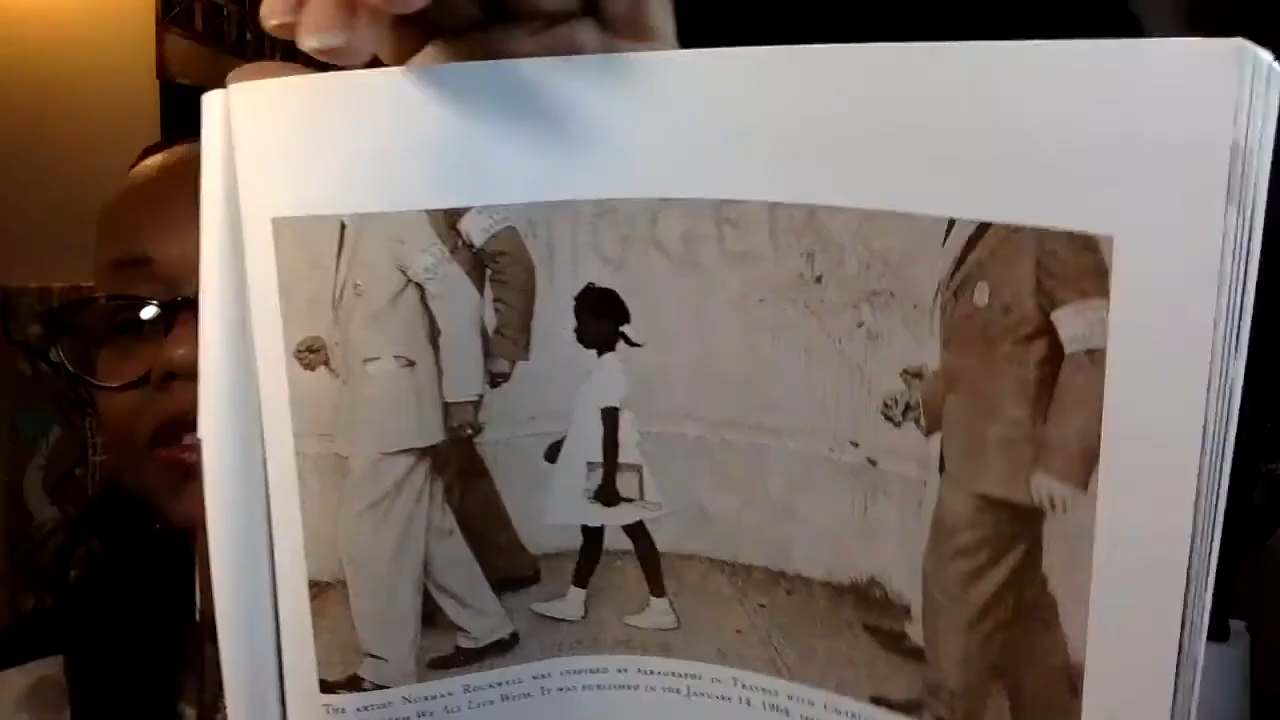 NIGGER
THE ARTIST NORMAN ROCKWELL WAS INSPIRED BY PARAGRAPHS IN TRAVELS WITH
WE ALL LIVE WITH. IT WAS PUBLISHED IN THE JANUARY 14, 1964,